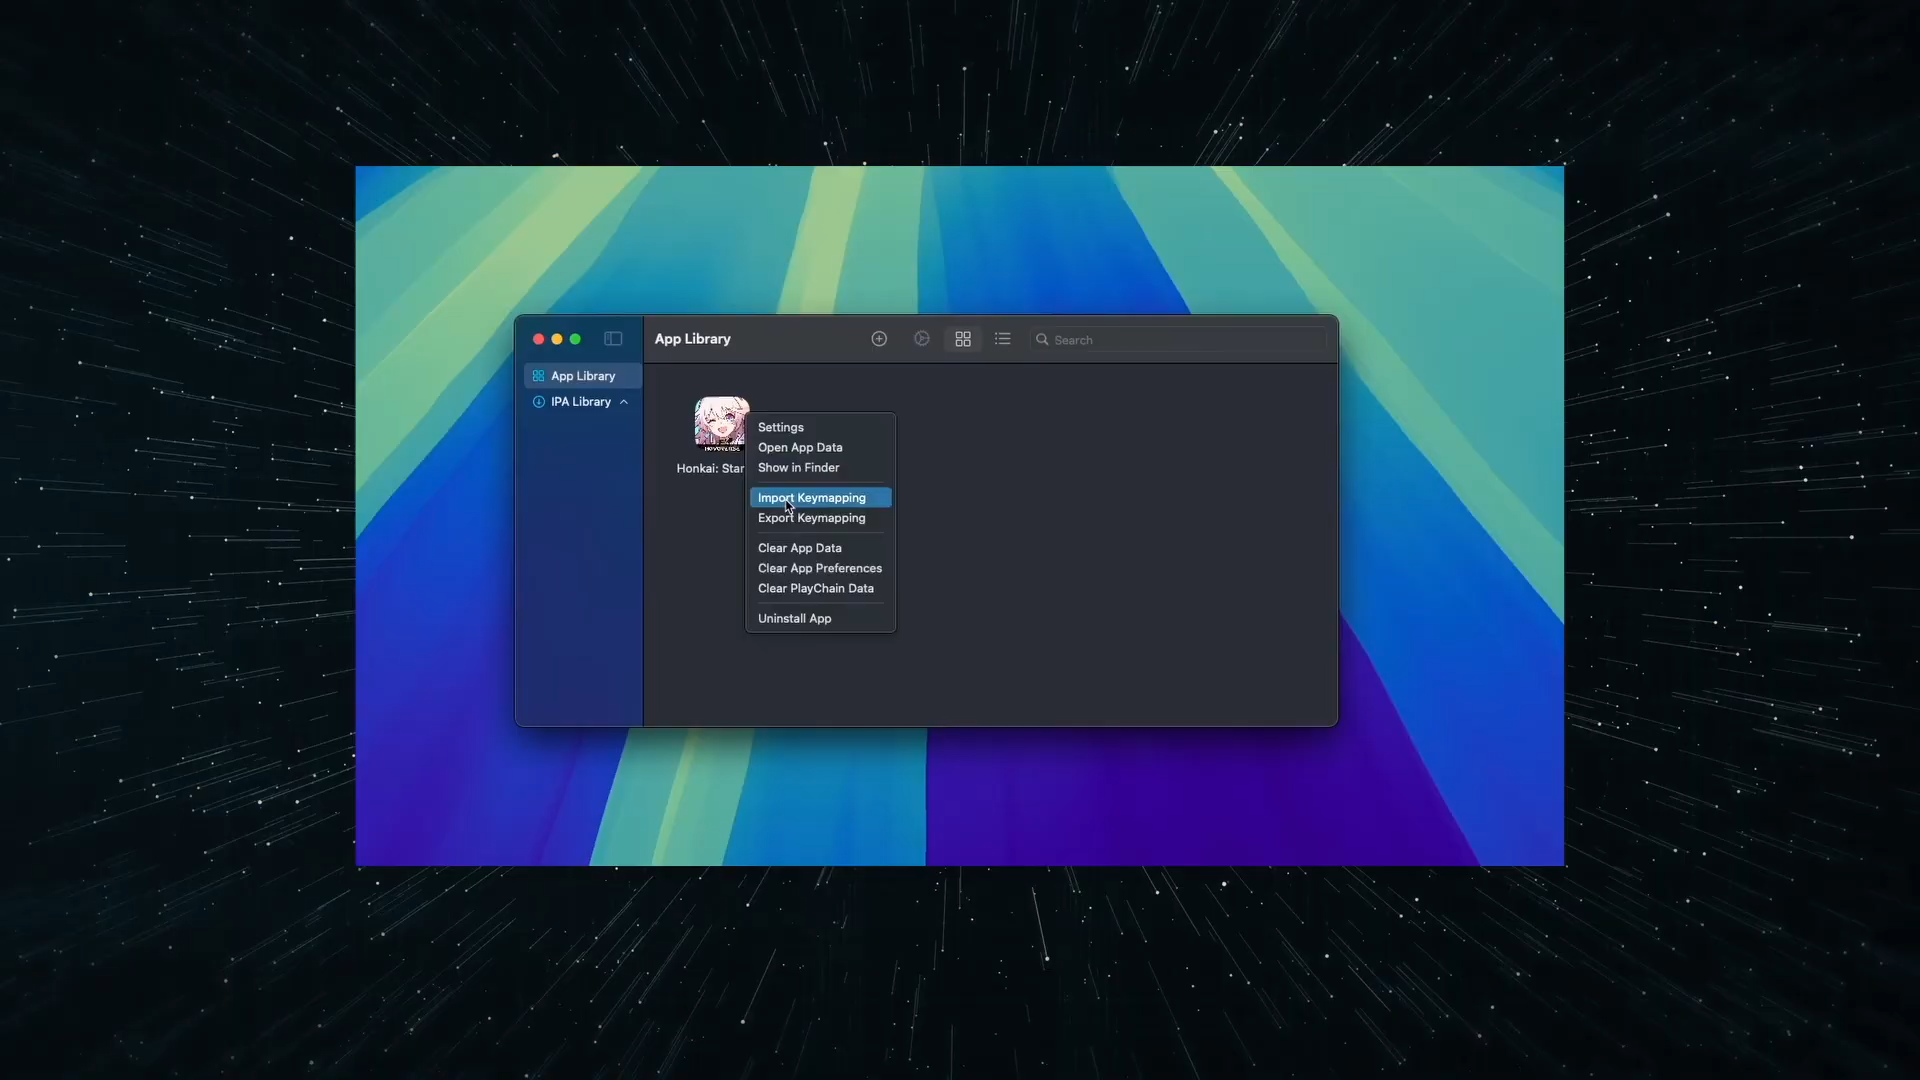 App Library
Search
App Library
IPA Library
Honkai: Star
Settings
Open App Data
Show in Finder
Import Keymapping
Export Keymapping
Clear App Data
Clear App Preferences
Clear PlayChain Data
Uninstall App